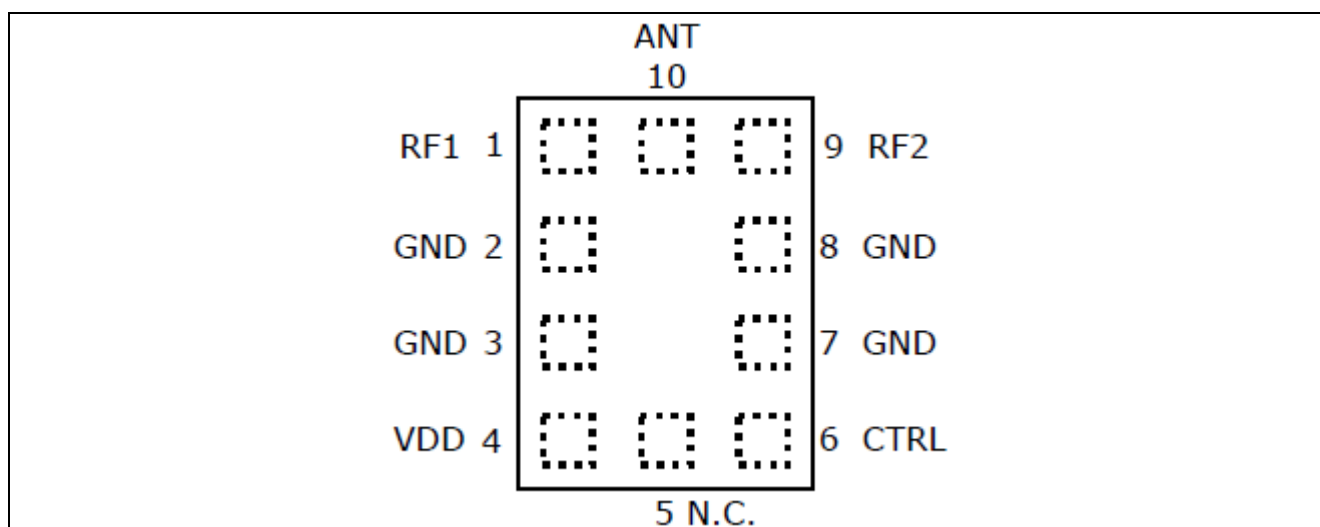 ANT
10
RF1 1
9 RF2
GND 2
8 GND
GND 3
7 GND
VDD 4
6 CTRL
5 N.C.